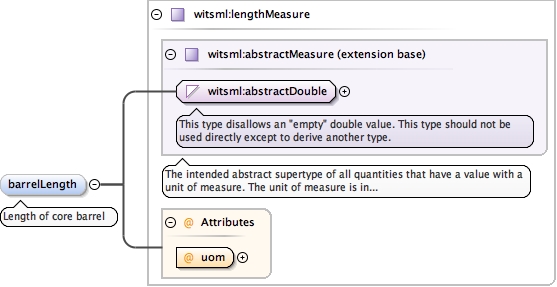 witsml:lengthMeasure
witsml:abstractMeasure (extension base)
witsml:abstractDouble
This type disallows an "empty" double value. This type should not be
used directly except to derive another type.
The intended abstract supertype of all quantities that have a value with a
unit of measure. The unit of measure is in...
barrelLength
Length of core barrel
@ Attributes
@ uom